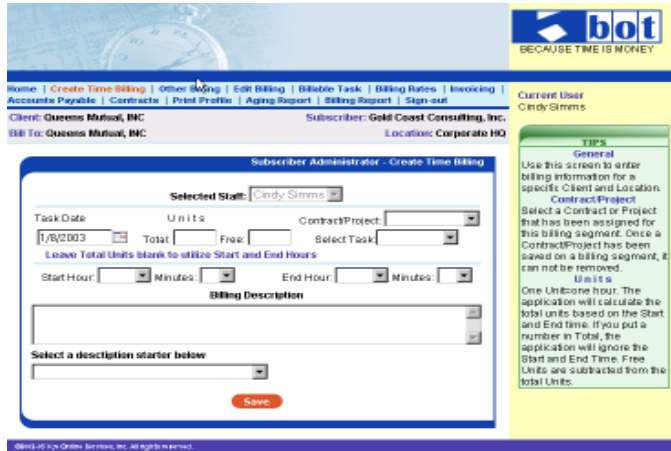 bot
BECAUSE TIME IS MONEY
Home | Create Time Billing | Other Billing | Edit Billing | Billable Task | Billing Rates | Invoicing |
Accounts Payable | Contracts | Print Profile | Aging Report | Billing Report | Sign-out
Client: Queens Mutual, INC
Subscriber: Gold Coast Consulting, Inc.
Bill To: Queens Mutual, INC
Location: Corporate HQ
Subscriber Administrator - Create Time Billing
Selected Staff: Cindy Simms
Task Date
Units
Contract/Project:
1/8/2003
Total:
Free:
Select Task:
Leave Total Units blank to utilize Start and End Hours
Start Hour:
Minutes:
End Hour:
Minutes:
Billing Description
Select a desctiption starter below
Save
Current User
Cindy Simms
TIPS
General
Use this screen to enter
billing information for a
specific Client and Location.
Contract/Project
Select a Contract or Project
that has been assigned for
this billing segment. Once a
Contract/Project has been
saved on a billing segment, it
can not be removed.
Units
One Unit=one hour. The
application will calculate the
total units based on the Start
and End time. If you put a
number in Total, the
application will ignore the
Start and End Time. Free
Units are subtracted from the
total Units.
Online Services, Inc. All rights reserved.